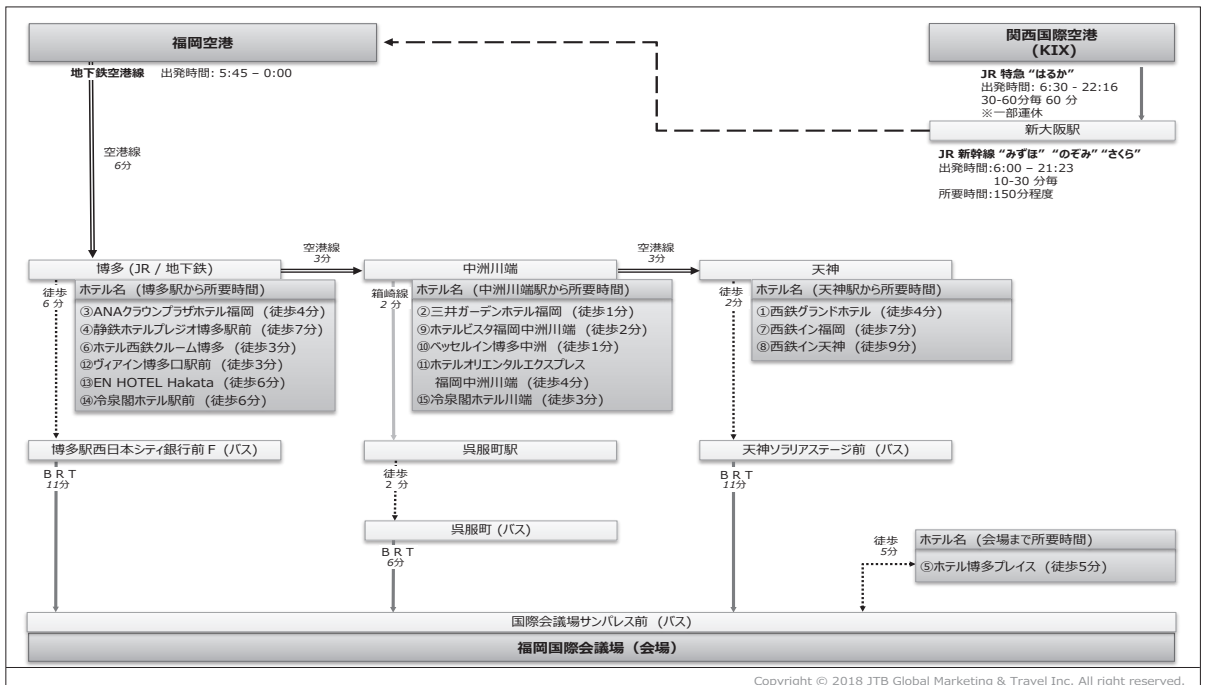 福岡空港
地下鉄空港線 出発時間: 5:45 – 0:00
関西国際空港
(KIX)
JR 特急 “はるか”
出発時間: 6:30 - 22:16
30-60分毎 60 分
※一部運休
新大阪駅
JR 新幹線 “みずほ” “のぞみ” “さくら”
出発時間:6:00 – 21:23
10-30 分毎
所要時間:150分程度
空港線
6分
博多 (JR / 地下鉄)
空港線
3分
中洲川端
空港線
3分
天神
徒歩
6 分
ホテル名 (博多駅から所要時間)
③ANAクラウンプラザホテル福岡 (徒歩4分)
④静鉄ホテルプレジオ博多駅前 (徒歩7分)
⑥ホテル西鉄クルーム博多 (徒歩3分)
⑫ヴィアイン博多口駅前 (徒歩3分)
⑬EN HOTEL Hakata (徒歩6分)
⑭冷泉閣ホテル駅前 (徒歩6分)
箱崎線
2 分
ホテル名 (中洲川端駅から所要時間)
②三井ガーデンホテル福岡 (徒歩1分)
⑨ホテルビスタ福岡中洲川端 (徒歩2分)
⑩ベッセルイン博多中洲 (徒歩1分)
⑪ホテルオリエンタルエクスプレス
福岡中洲川端 (徒歩4分)
⑮冷泉閣ホテル川端 (徒歩3分)
徒歩
2分
ホテル名 (天神駅から所要時間)
①西鉄グランドホテル (徒歩4分)
⑦西鉄イン福岡 (徒歩7分)
⑧西鉄イン天神 (徒歩9分)
博多駅西日本シティ銀行前 F (バス)
呉服町駅
天神ソラリアステージ前 (バス)
B R T
11分
徒歩
2 分
B R T
11分
呉服町 (バス)
B R T
6分
徒歩
5分
ホテル名 (会場まで所要時間)
⑤ホテル博多プレイス (徒歩5分)
国際会議場サンパレス前 (バス)
福岡国際会議場 (会場)
Copyright © 2018 JTB Global Marketing & Travel Inc. All right reserved.